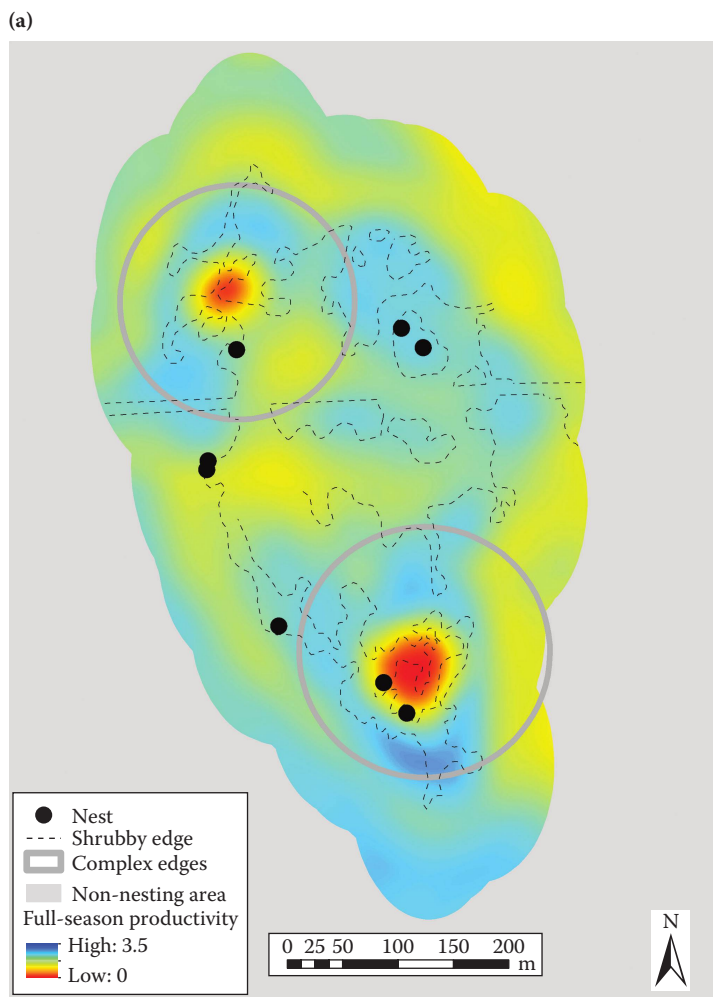 (a)
Nest
Shrubby edge
Complex edges
Non-nesting area
Full-season productivity
High: 3.5
Low: 0
0 25 50 100 150 200
m
N